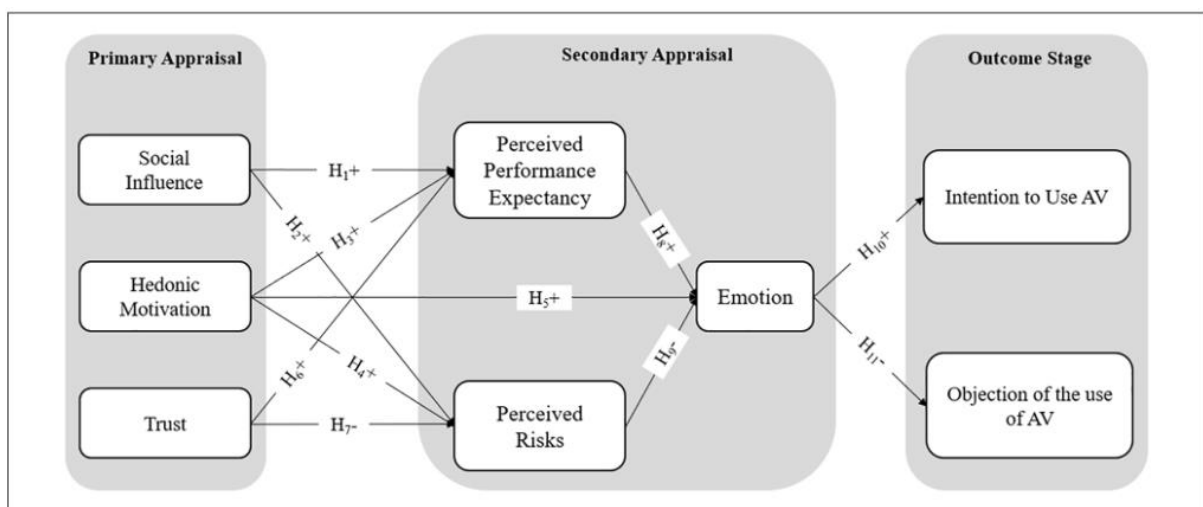 Primary Appraisal
Secondary Appraisal
Outcome Stage
Social
Influence
Hedonic
Motivation
Trust
H₁+
H₂+
H₃+
H₅+
H₄+
H₆+
H₇-
Perceived
Performance
Expectancy
Perceived
Risks
H₈+
H₉-
Emotion
H₁₀+
H₁₁-
Intention to Use AV
Objection of the use
of AV